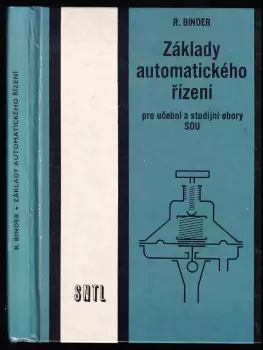 R. BINDER • ZÁKLADY AUTOMATICKÉHO ŘÍZENÍ
R. BINDER
Základy
automatického
řízení
pro učební a studijní obory
SOU
SNTL